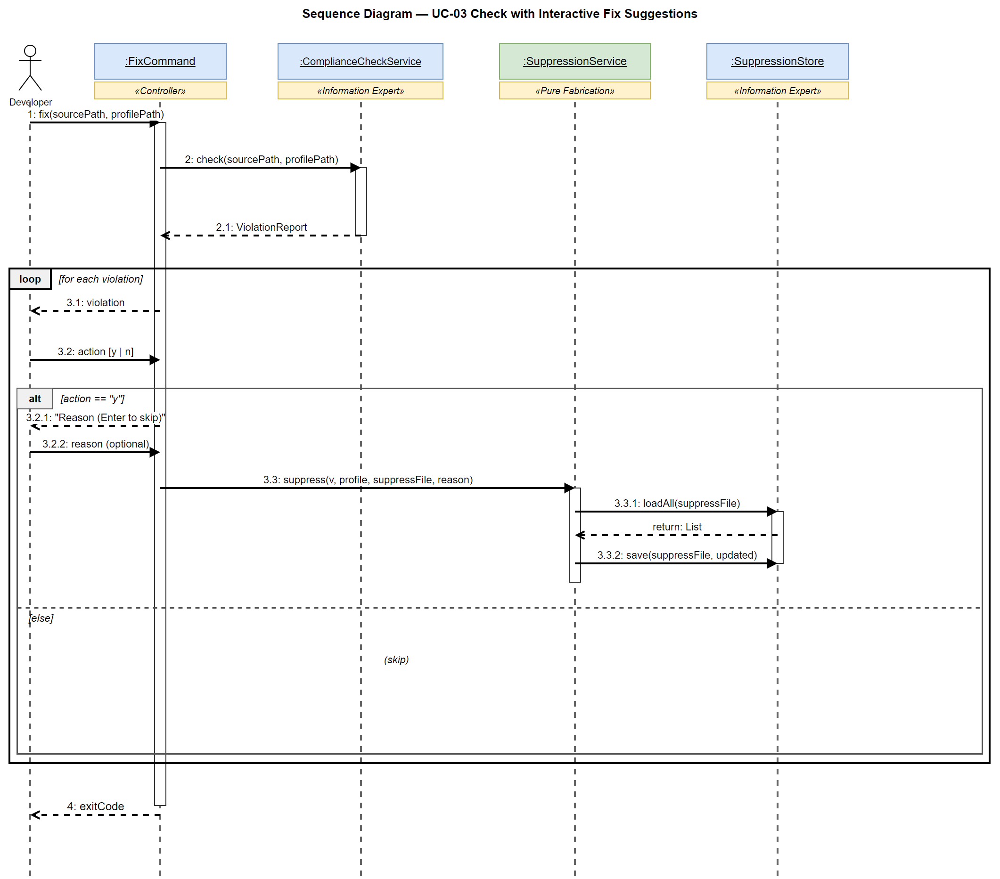 Sequence Diagram — UC-03 Check with Interactive Fix Suggestions
:FixCommand
:ComplianceCheckService
:SuppressionService
:SuppressionStore
«Controller»
«Information Expert»
«Pure Fabrication»
«Information Expert»
Developer
1: fix(sourcePath, profilePath)
2: check(sourcePath, profilePath)
2.1: ViolationReport
loop
[for each violation]
3.1: violation
3.2: action [y | n]
alt
[action == "y"]
3.2.1: "Reason (Enter to skip)"
3.2.2: reason (optional)
3.3: suppress(v, profile, suppressFile, reason)
3.3.1: loadAll(suppressFile)
return: List
3.3.2: save(suppressFile, updated)
[else]
(skip)
4: exitCode